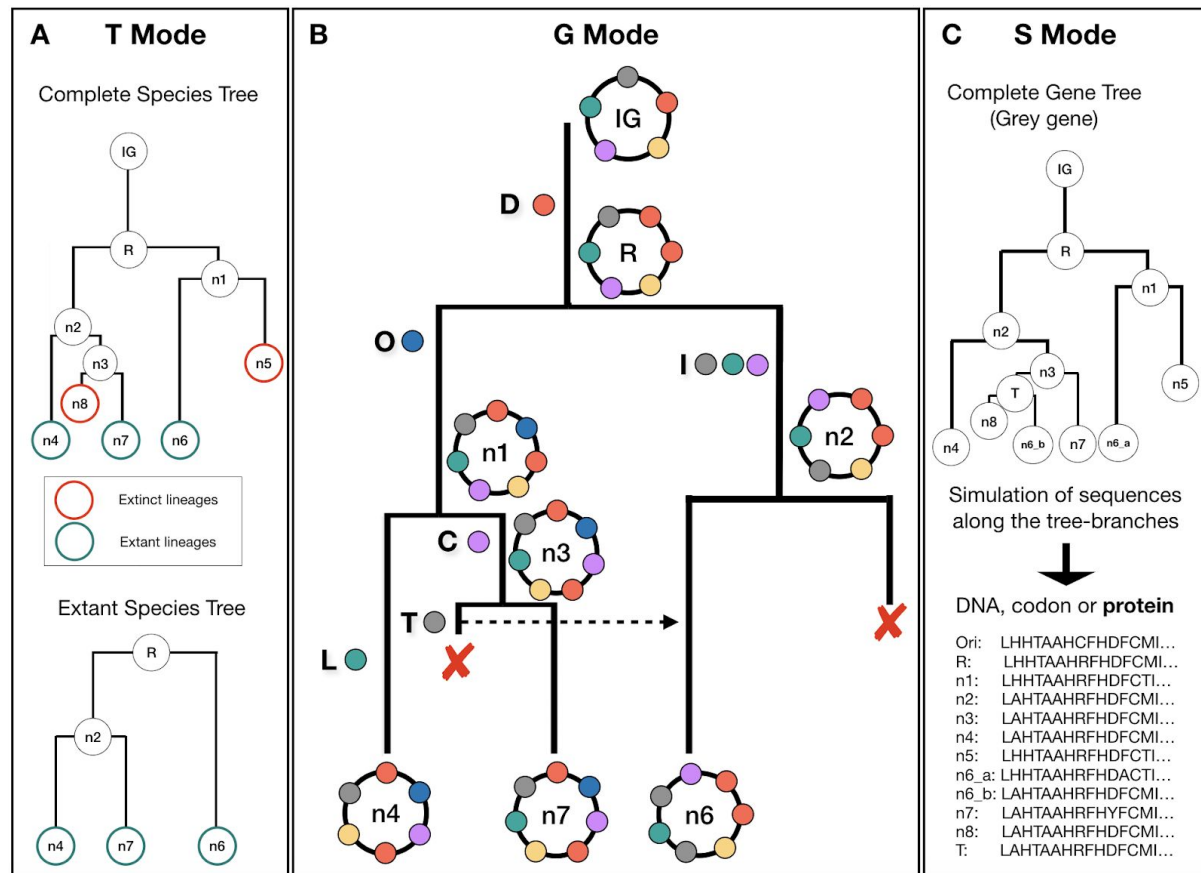 A T Mode
Complete Species Tree
IG
R
n1
n2
n3
n5
n8
n4
n7
n6
Extinct lineages
Extant lineages
Extant Species Tree
R
n2
n4
n7
n6
B G Mode
IG
D
R
O
I
n1
n2
C
n3
T
L
n4
n7
n6
C S Mode
Complete Gene Tree
(Grey gene)
IG
R
n1
n2
n3
T
n5
n8
n4
n6_b
n7
n6_a
Simulation of sequences
along the tree-branches
DNA, codon or protein
Ori: LHHTAAHCFHDFCMI...
R: LHHTAAHRFHDFCMI...
n1: LHHTAAHRFHDFCTI...
n2: LAHTAAHRFHDFCMI...
n3: LAHTAAHRFHDFCMI...
n4: LAHTAAHRFHDFCMI...
n5: LHHTAAHRFHDFCTI...
n6_a: LHHTAAHRFHDACTI...
n6_b: LAHTAAHRFHDFCMI...
n7: LAHTAAHRFHYFCMI...
n8: LAHTAAHRFHDFCMI...
T: LAHTAAHRFHDFCMI...